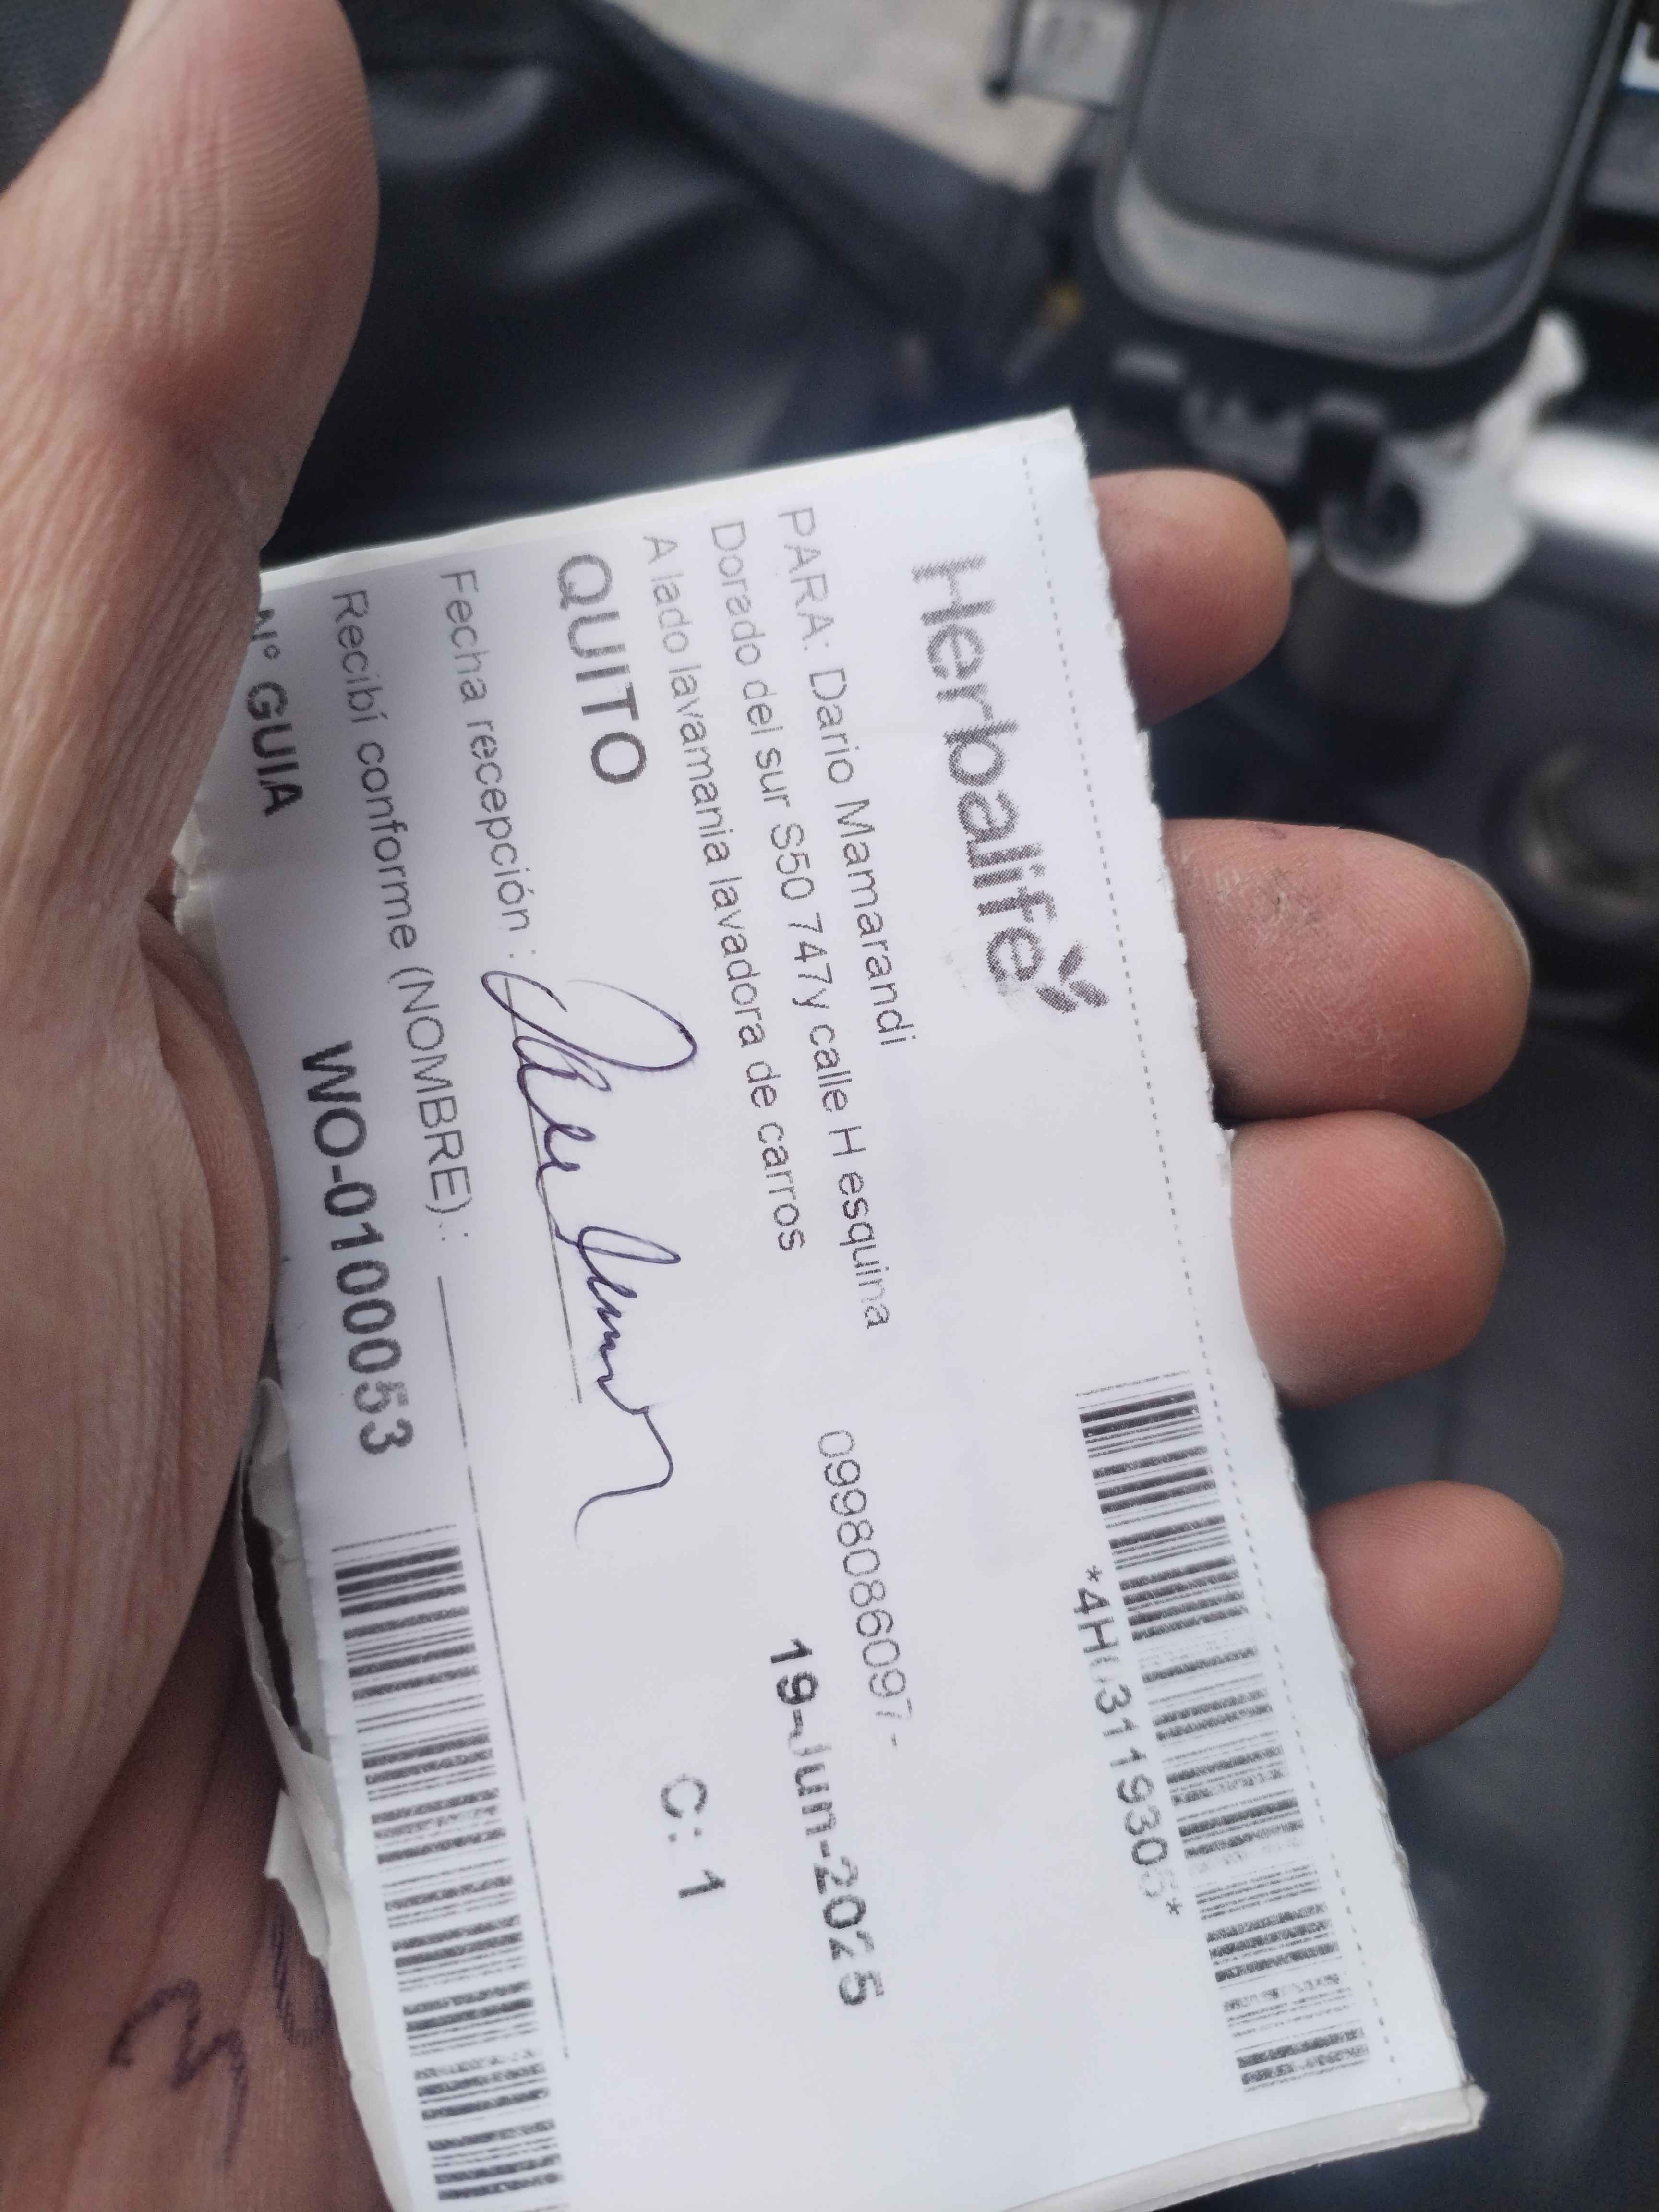 Herbalife
PARA: Dario Mamarandi
Dorado del sur S50 747y calle H esquina
0998086097-
A lado lavamania lavadora de carros
19-Jun-2025
QUITO
C: 1
Fecha recepción :
Recibí conforme (NOMBRE) :
N° GUIA
WO-0100053